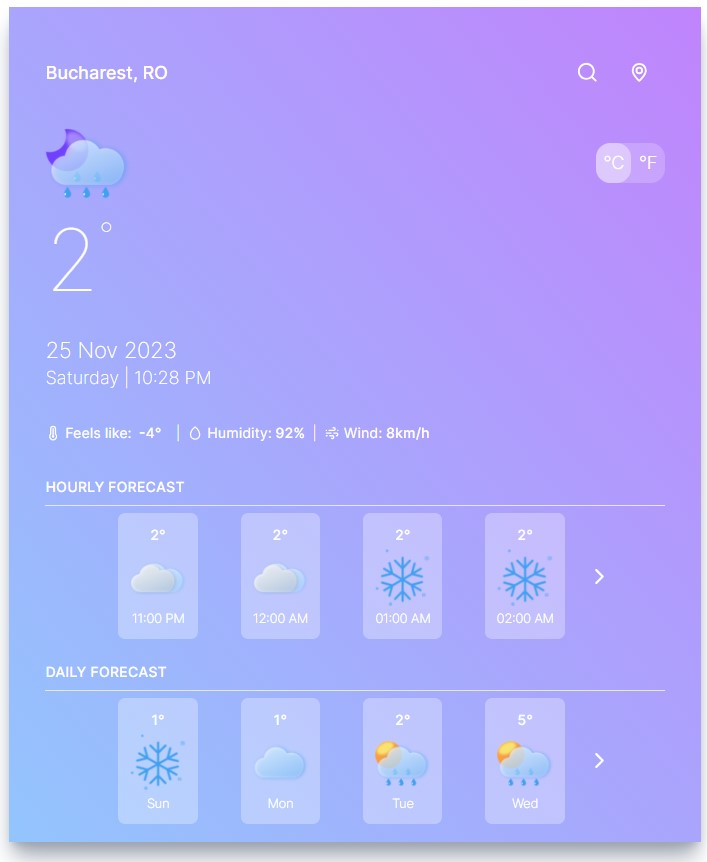 Bucharest, RO
°C °F
2°
25 Nov 2023
Saturday | 10:28 PM
Feels like: -4° | Humidity: 92% | Wind: 8km/h
HOURLY FORECAST
2° 2° 2° 2°
11:00 PM 12:00 AM 01:00 AM 02:00 AM
DAILY FORECAST
1° 1° 2° 5°
Sun Mon Tue Wed